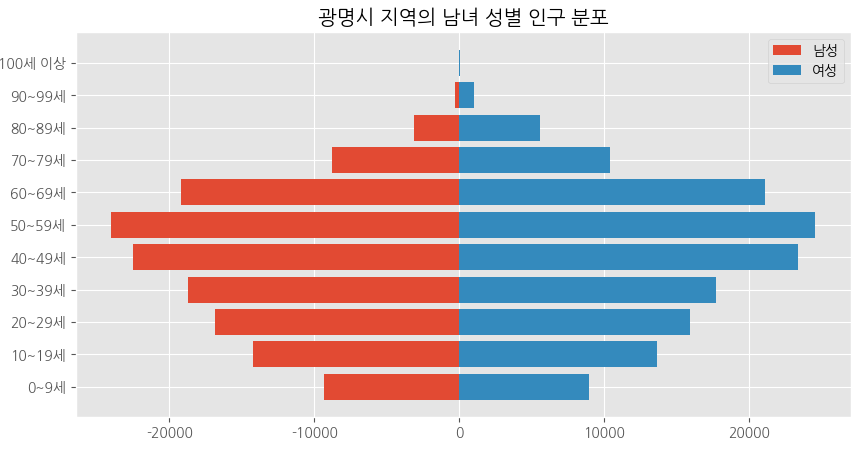 광명시 지역의 남녀 성별 인구 분포
남성
여성
100세 이상
90~99세
80~89세
70~79세
60~69세
50~59세
40~49세
30~39세
20~29세
10~19세
0~9세
-20000 -10000 0 10000 20000